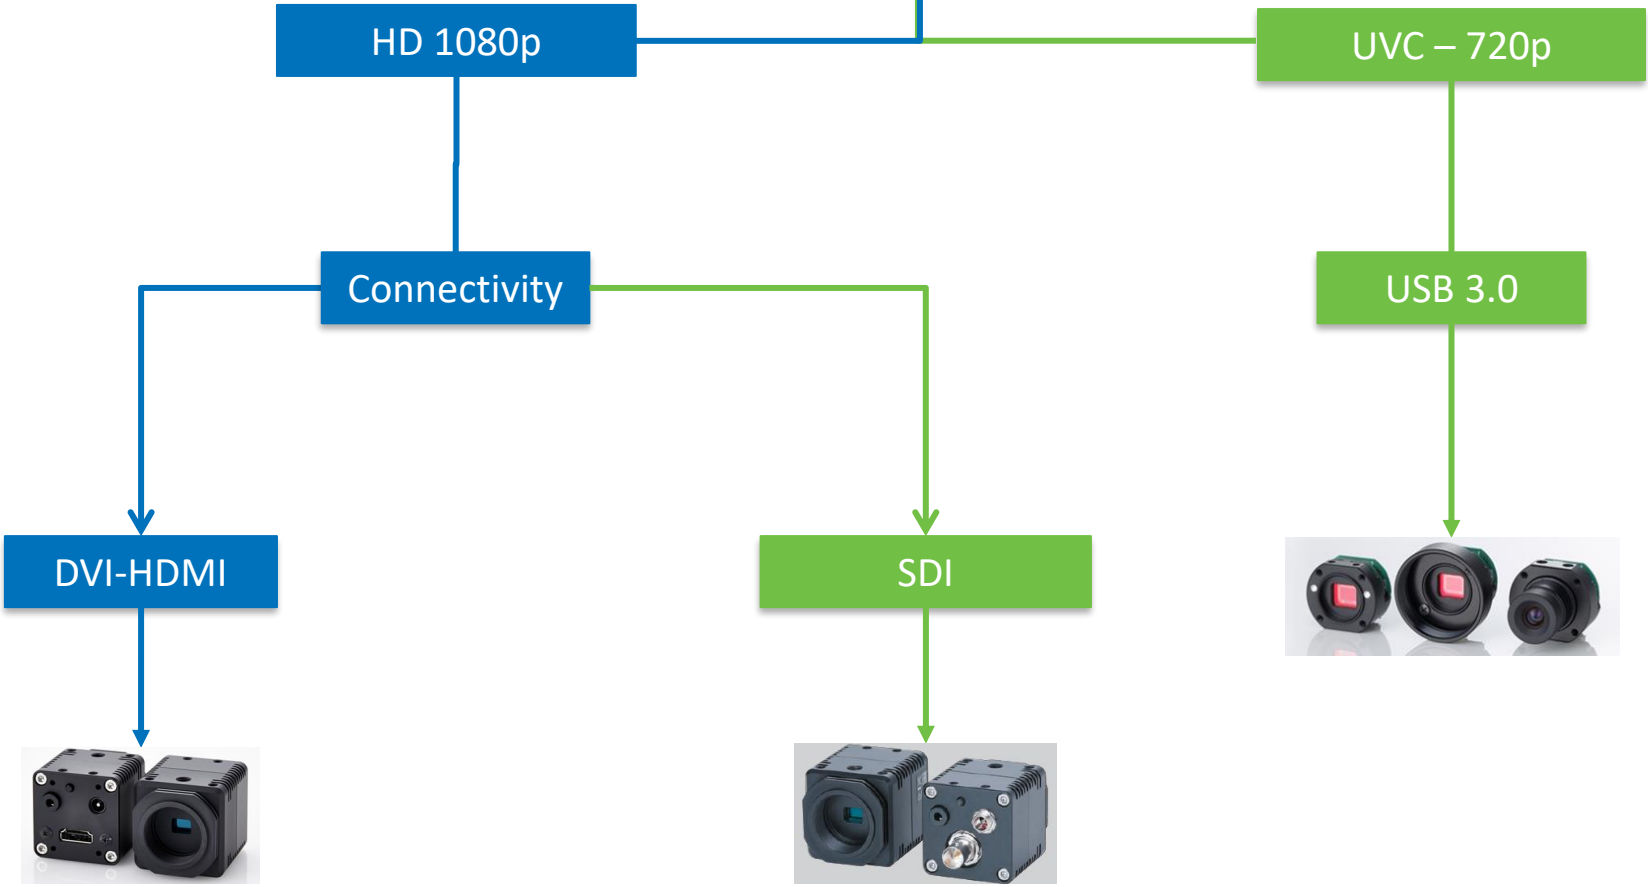 HD 1080p
UVC – 720p
Connectivity
USB 3.0
DVI-HDMI
SDI